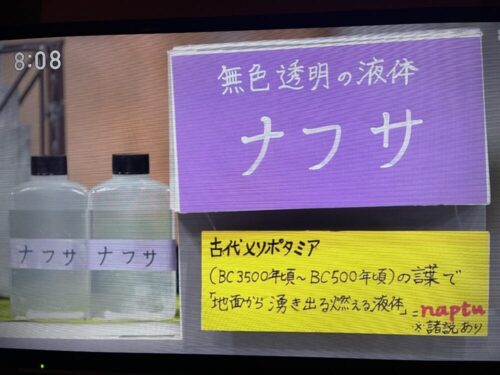 8:08
無色透明の液体
ナフサ
ナフサ
ナフサ
古代メソポタミア
(BC3500年頃~BC500年頃)の言葉で
「地面から湧き出る燃える液体」=naptu
※諸説あり